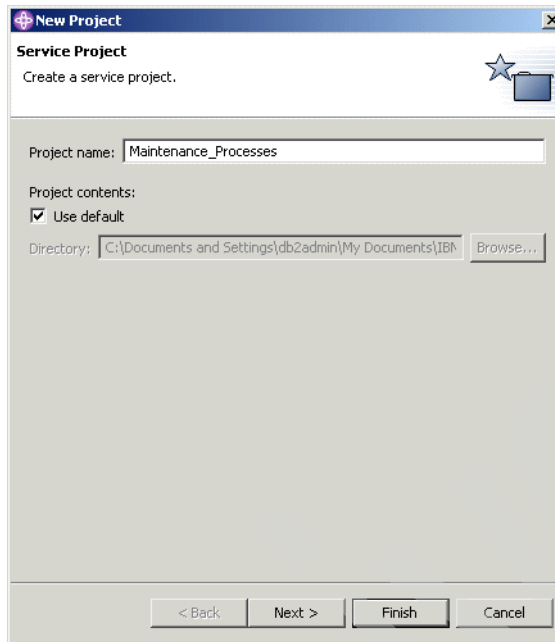 New Project
Service Project
Create a service project.
Project name: Maintenance_Processes
Project contents:
Use default
Directory: C:\Documents and Settings\db2admin\My Documents\IBM Browse...
< Back Next > Finish Cancel